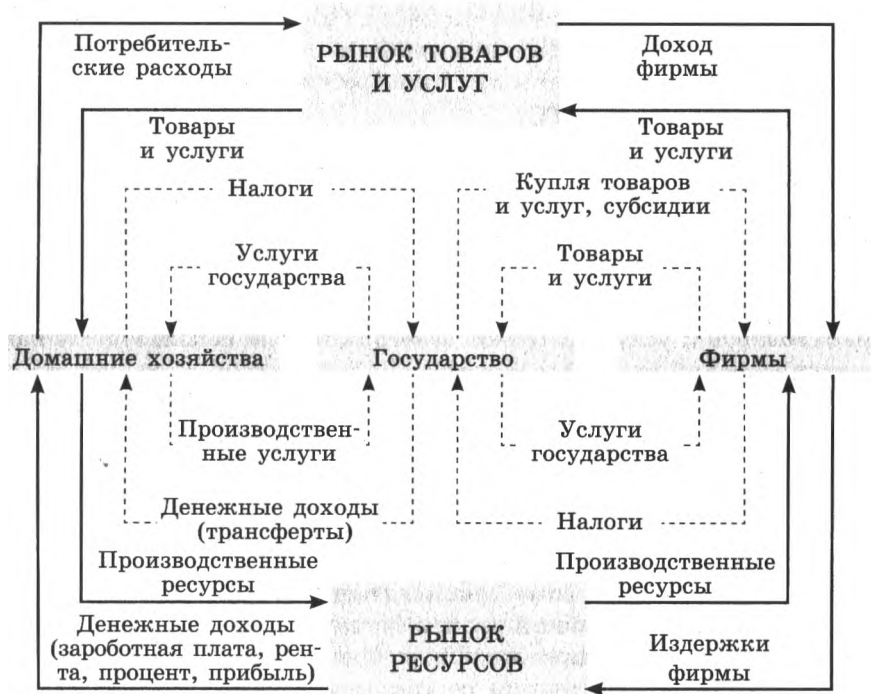 Потребитель-
ские расходы
РЫНОК ТОВАРОВ
И УСЛУГ
Доход
фирмы
Товары
и услуги
Товары
и услуги
Налоги
Купля товаров
и услуг, субсидии
Услуги
государства
Товары
и услуги
Домашние хозяйства
Государство
Фирмы
Производствен-
ные услуги
Услуги
государства
Денежные доходы
(трансферты)
Налоги
Производственные
ресурсы
Производственные
ресурсы
Денежные доходы
(зароботная плата, рен-
та, процент, прибыль)
РЫНОК
РЕСУРСОВ
Издержки
фирмы